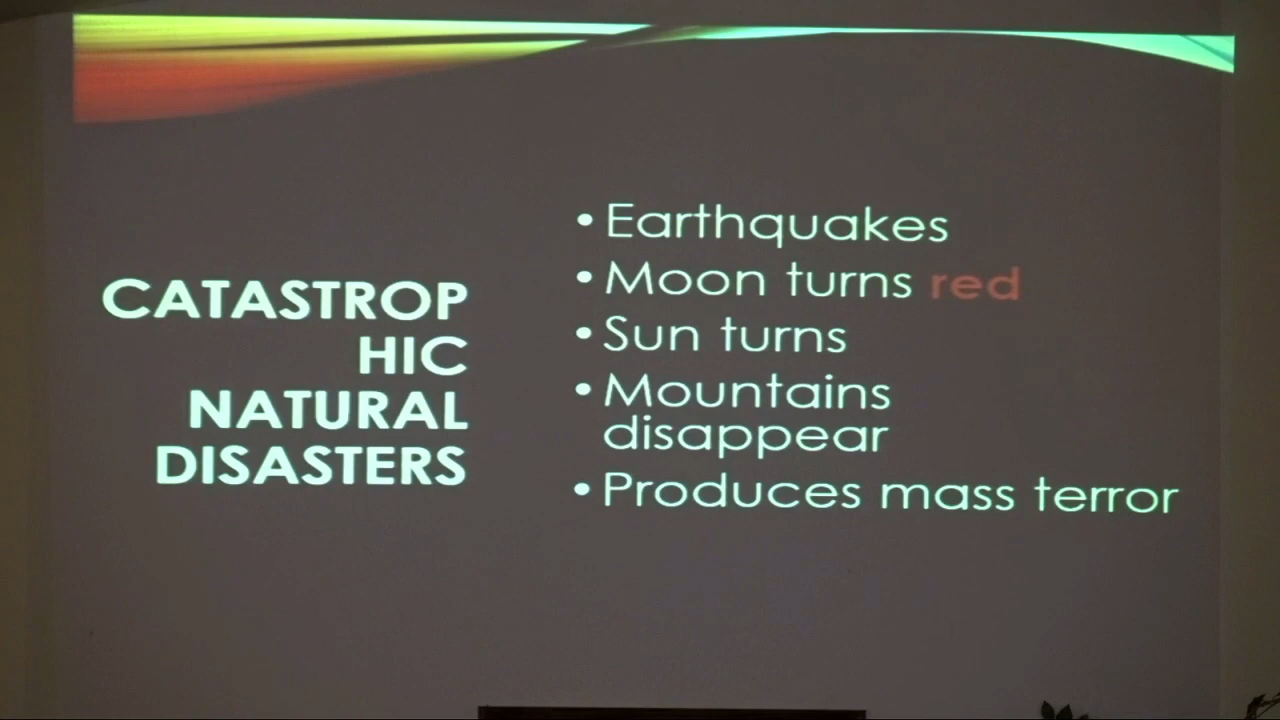 CATASTROP
HIC
NATURAL
DISASTERS
• Earthquakes
• Moon turns red
• Sun turns
• Mountains
disappear
• Produces mass terror